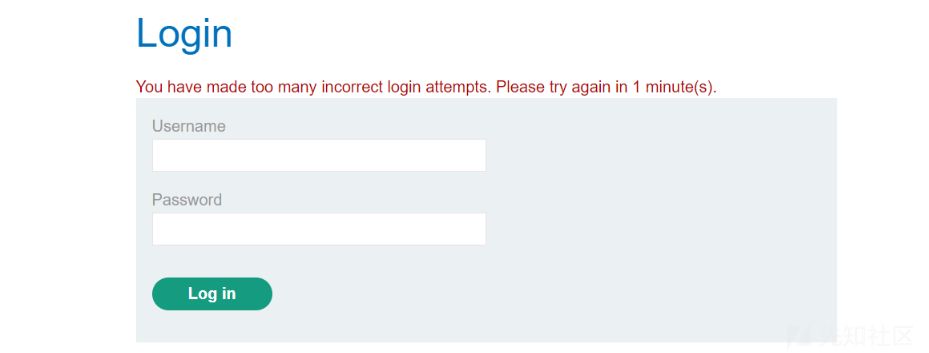 Login
You have made too many incorrect login attempts. Please try again in 1 minute(s).
Username
Password
Log in
先知社区